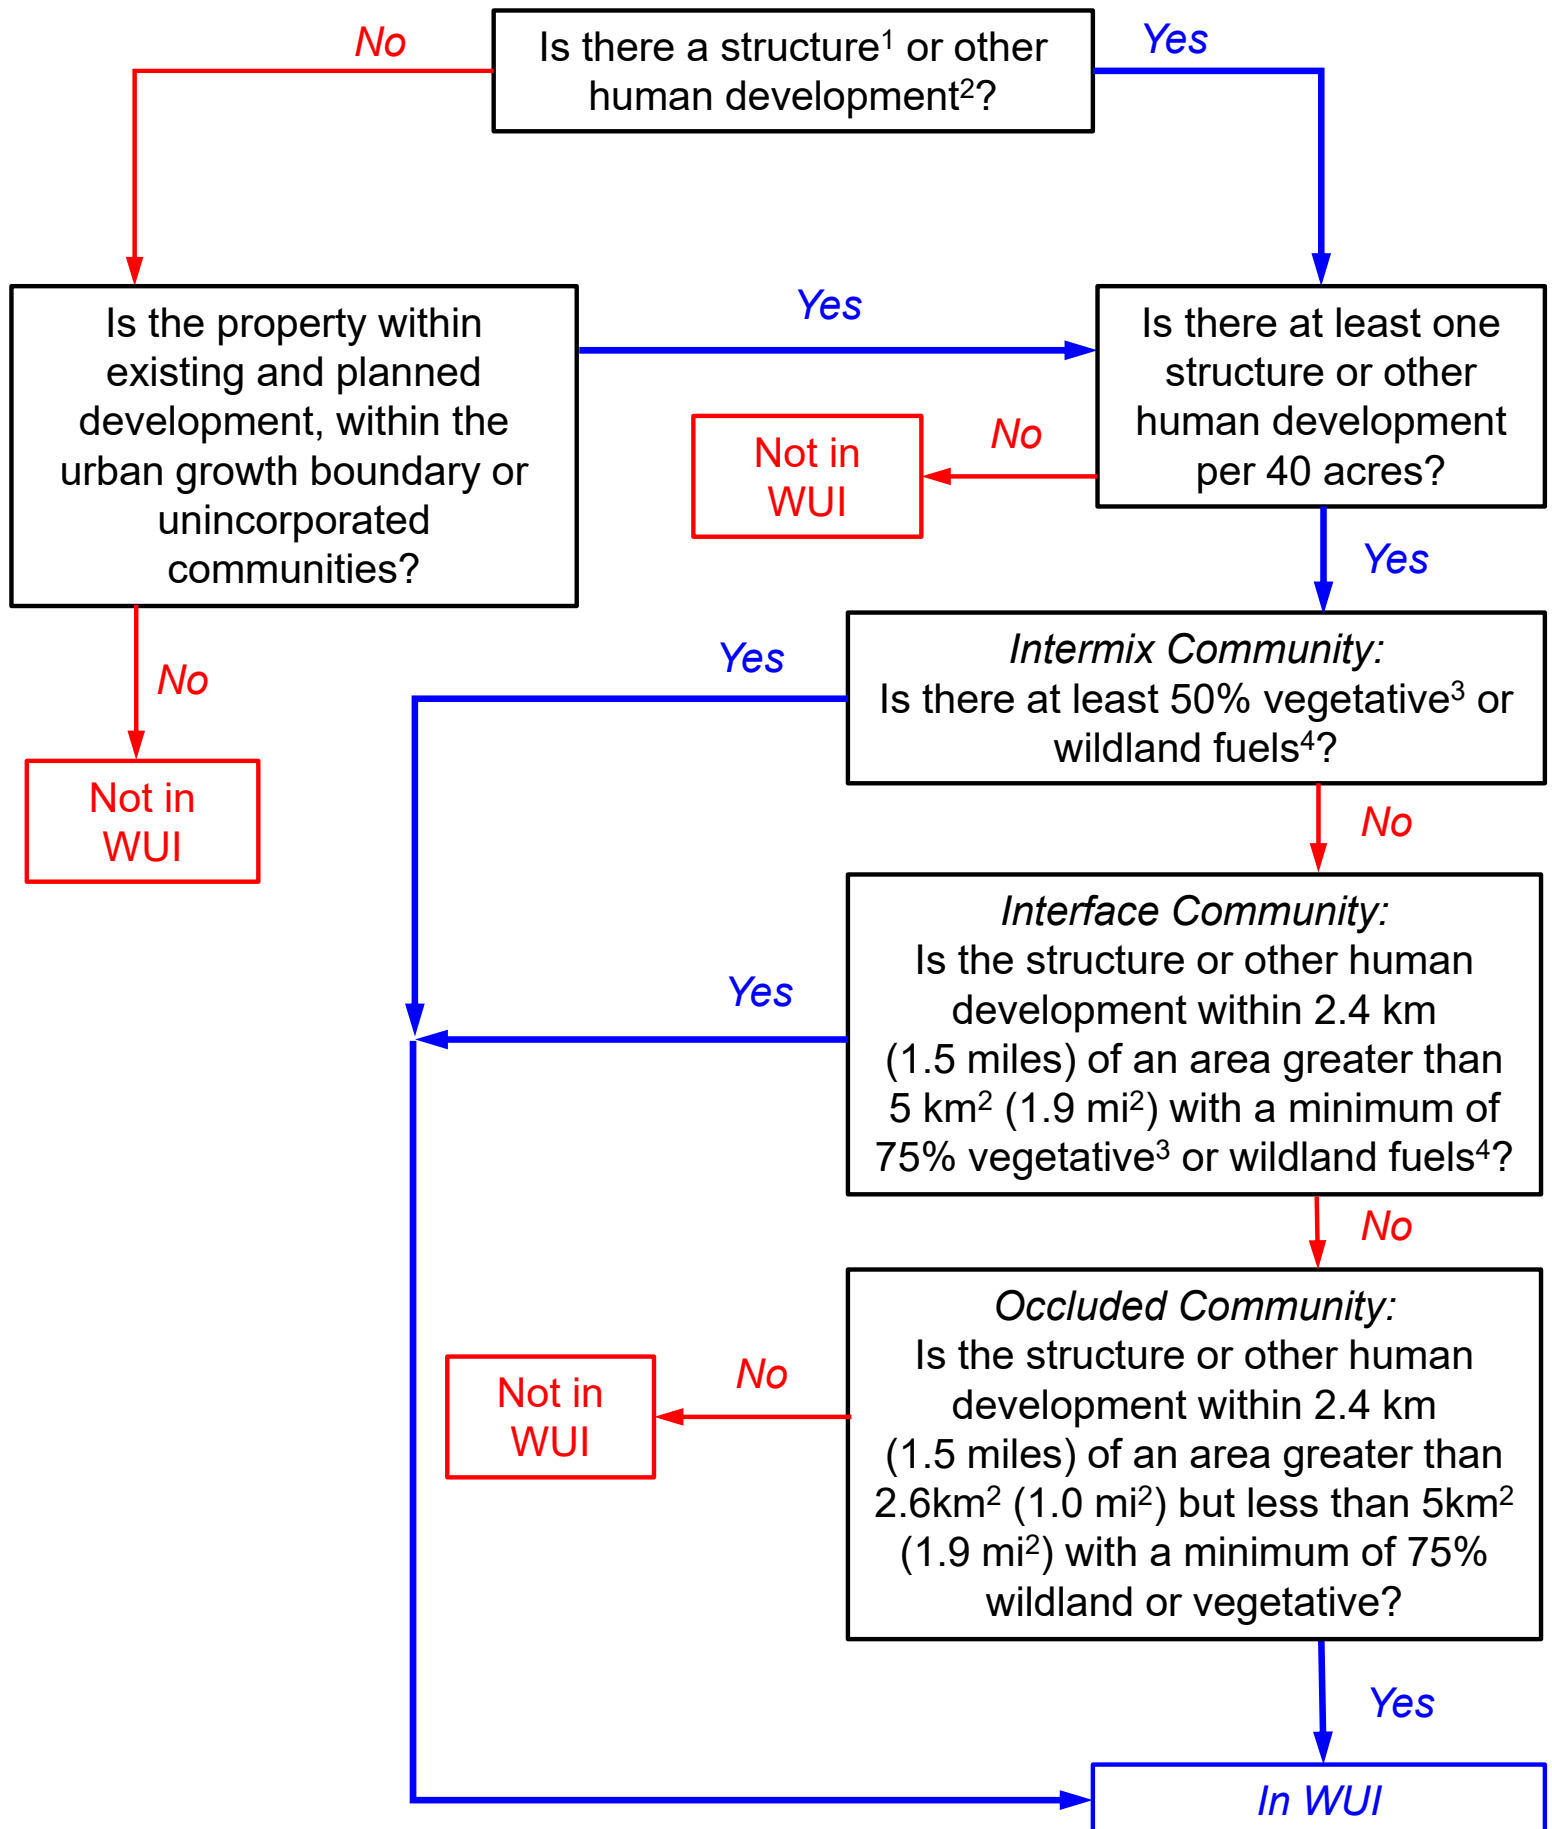 No
Is there a structure¹ or other
human development²?
Yes
Is the property within
existing and planned
development, within the
urban growth boundary or
unincorporated
communities?
Yes
Is there at least one
structure or other
human development
per 40 acres?
No
Not in
WUI
Yes
No
Not in
WUI
Yes
Intermix Community:
Is there at least 50% vegetative³ or
wildland fuels⁴?
No
Yes
Interface Community:
Is the structure or other human
development within 2.4 km
(1.5 miles) of an area greater than
5 km² (1.9 mi²) with a minimum of
75% vegetative³ or wildland fuels⁴?
No
Occluded Community:
Is the structure or other human
development within 2.4 km
(1.5 miles) of an area greater than
2.6km² (1.0 mi²) but less than 5km²
(1.9 mi²) with a minimum of 75%
wildland or vegetative?
No
Not in
WUI
Yes
In WUI